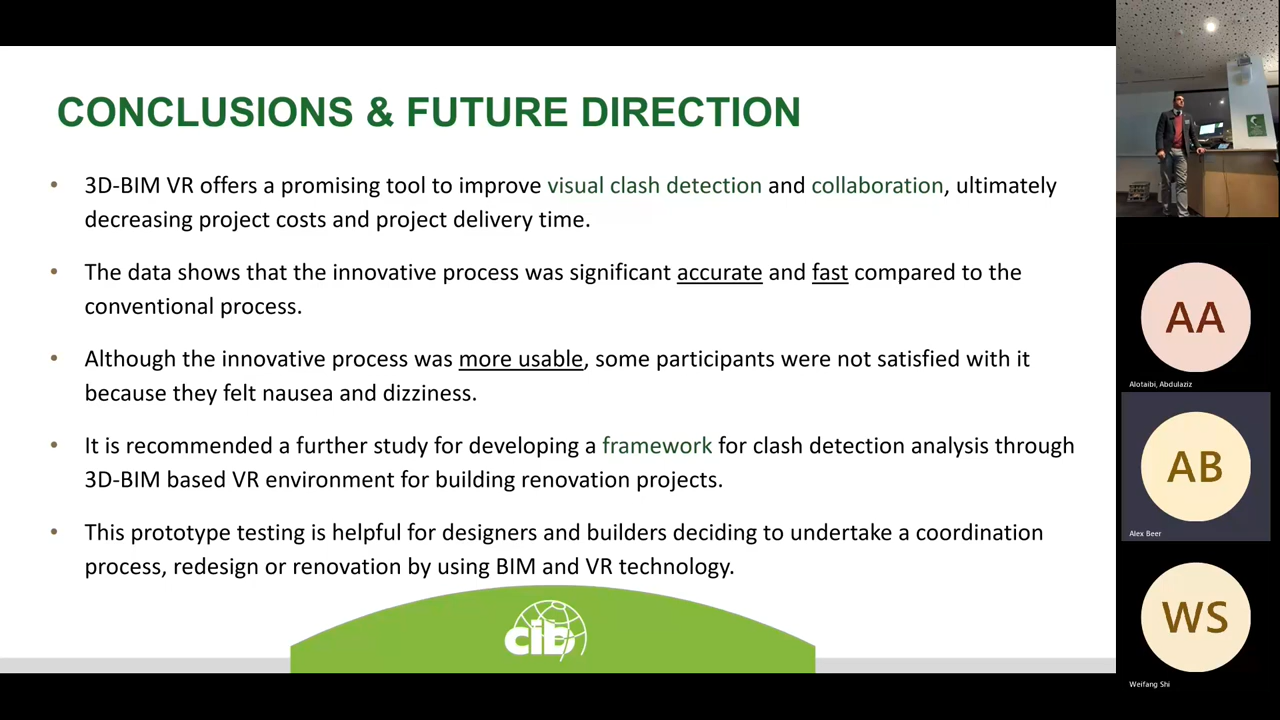 CONCLUSIONS & FUTURE DIRECTION
• 3D-BIM VR offers a promising tool to improve visual clash detection and collaboration, ultimately
decreasing project costs and project delivery time.
• The data shows that the innovative process was significant accurate and fast compared to the
conventional process.
• Although the innovative process was more usable, some participants were not satisfied with it
because they felt nausea and dizziness.
• It is recommended a further study for developing a framework for clash detection analysis through
3D-BIM based VR environment for building renovation projects.
• This prototype testing is helpful for designers and builders deciding to undertake a coordination
process, redesign or renovation by using BIM and VR technology.
cib
AA
Alotaibi, Abdulaziz
AB
Alex Beer
WS
Weifang Shi